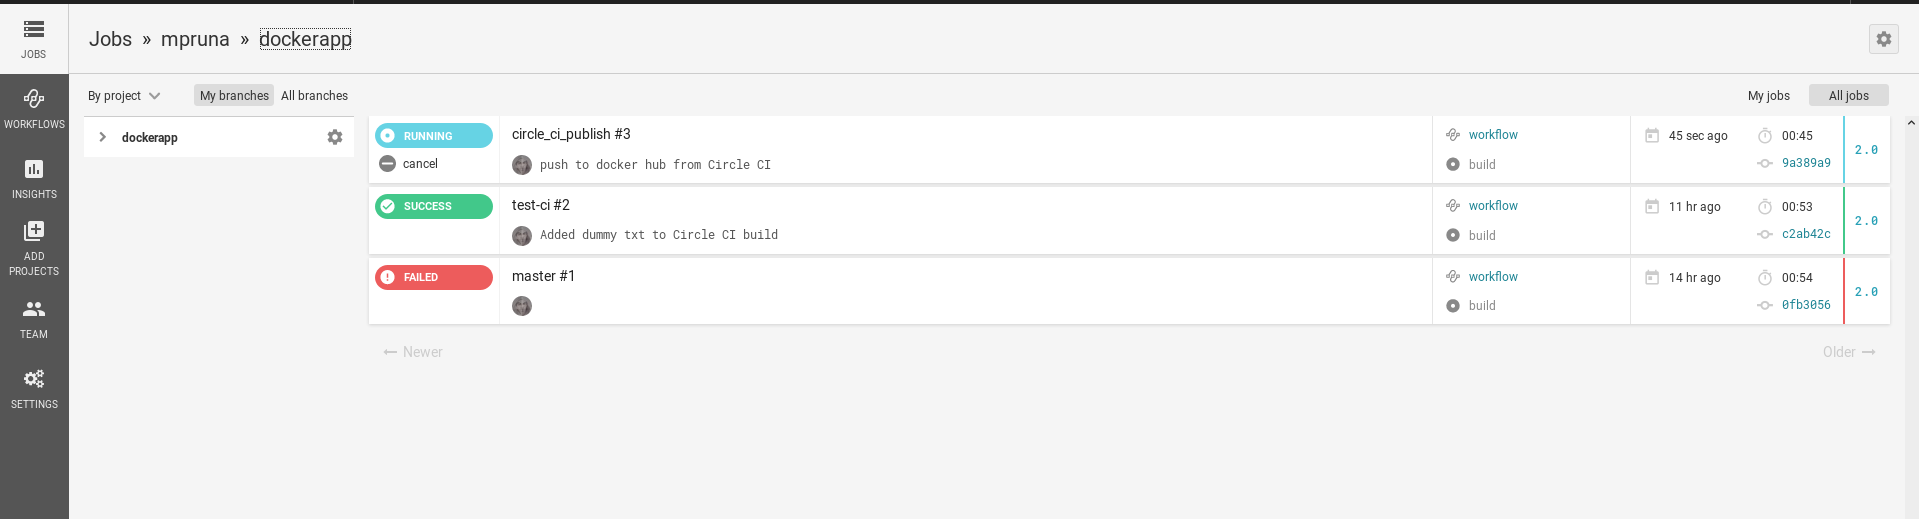 Jobs » mpruna » dockerapp
JOBS
WORKFLOWS
INSIGHTS
ADD
PROJECTS
TEAM
SETTINGS
By project
My branches
All branches
My jobs
All jobs
dockerapp
RUNNING
cancel
circle_ci_publish #3
push to docker hub from Circle CI
workflow
build
45 sec ago
00:45
9a389a9
2.0
SUCCESS
test-ci #2
Added dummy txt to Circle CI build
workflow
build
11 hr ago
00:53
c2ab42c
2.0
FAILED
master #1
workflow
build
14 hr ago
00:54
0fb3056
2.0
← Newer
Older →